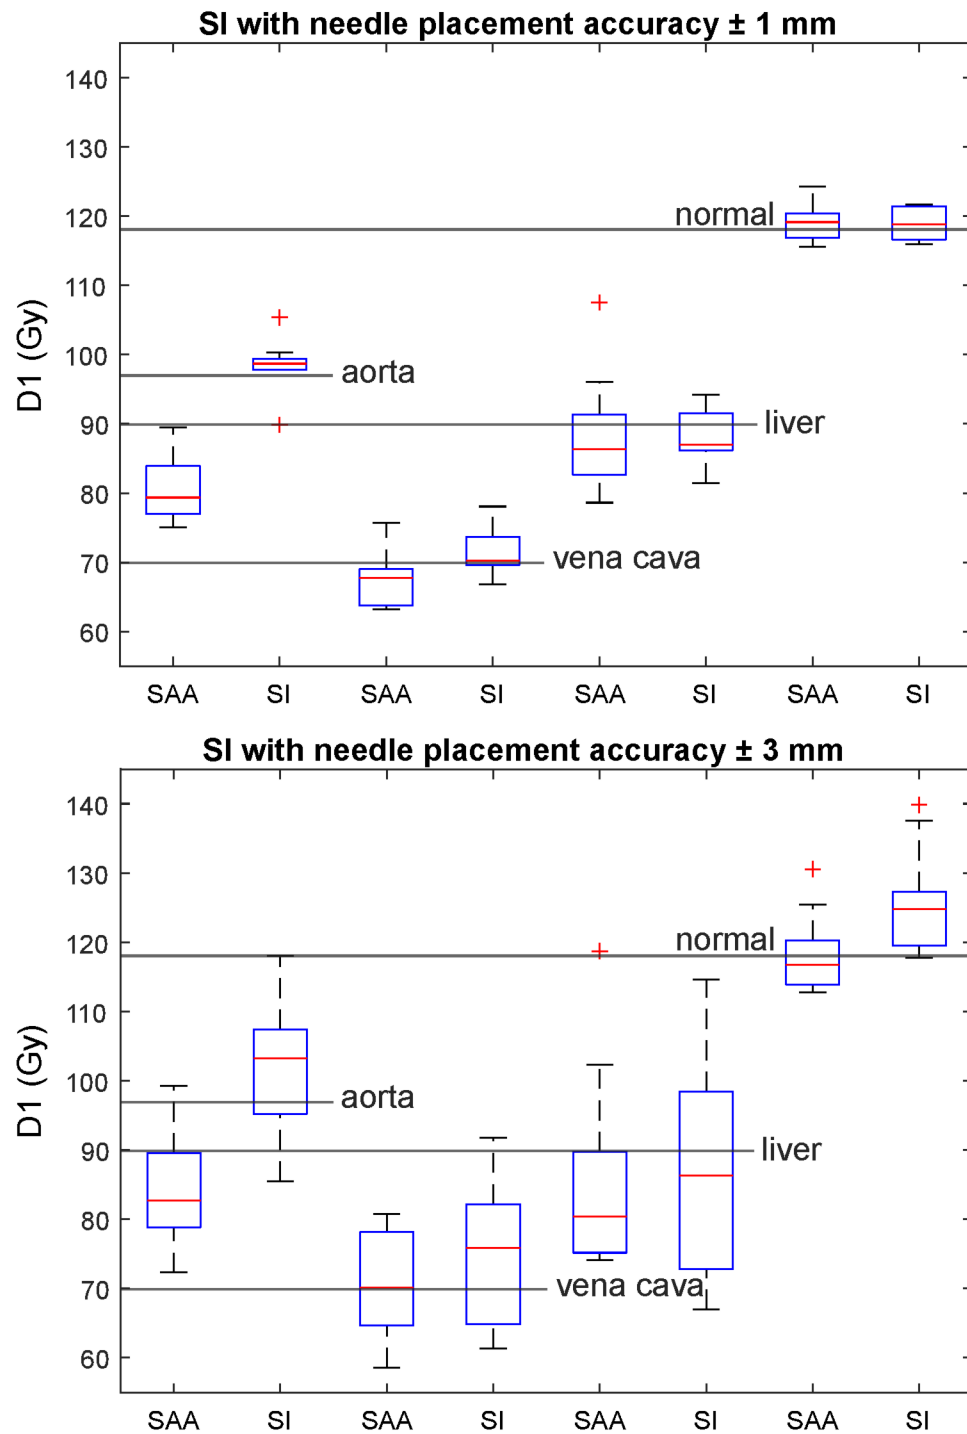 SI with needle placement accuracy ± 1 mm
140
130
120
110
100
90
80
70
60
D1 (Gy)
normal
aorta
liver
vena cava
SAA SI SAA SI SAA SI SAA SI
SI with needle placement accuracy ± 3 mm
140
130
120
110
100
90
80
70
60
D1 (Gy)
normal
aorta
liver
vena cava
SAA SI SAA SI SAA SI SAA SI